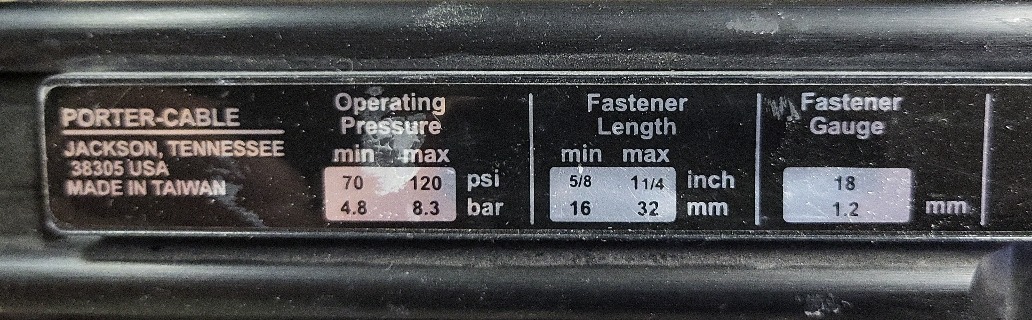 PORTER-CABLE
JACKSON, TENNESSEE
38305 USA
MADE IN TAIWAN
Operating
Pressure
min max
70 120 psi
4.8 8.3 bar
Fastener
Length
min max
5/8 1 1/4 inch
16 32 mm
Fastener
Gauge
18
1.2 mm